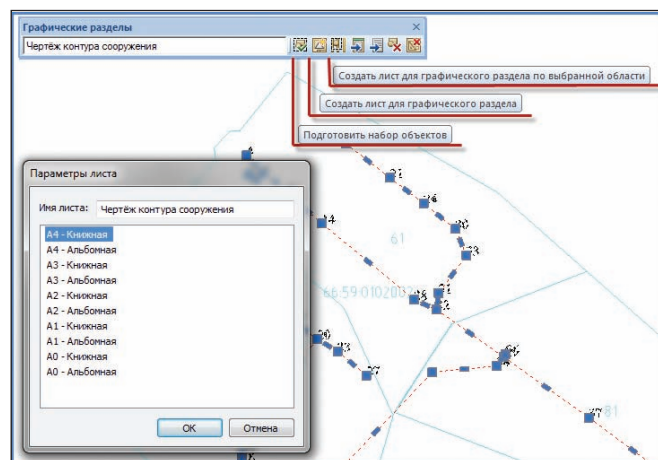 Графические разделы
Чертёж контура сооружения
Создать лист для графического раздела по выбранной области
Создать лист для графического раздела
Подготовить набор объектов
Параметры листа
Имя листа: Чертёж контура сооружения
А4 - Книжная
А4 - Альбомная
А3 - Книжная
А3 - Альбомная
А2 - Книжная
А2 - Альбомная
А1 - Книжная
А1 - Альбомная
А0 - Книжная
А0 - Альбомная
ОК
Отмена
61
81